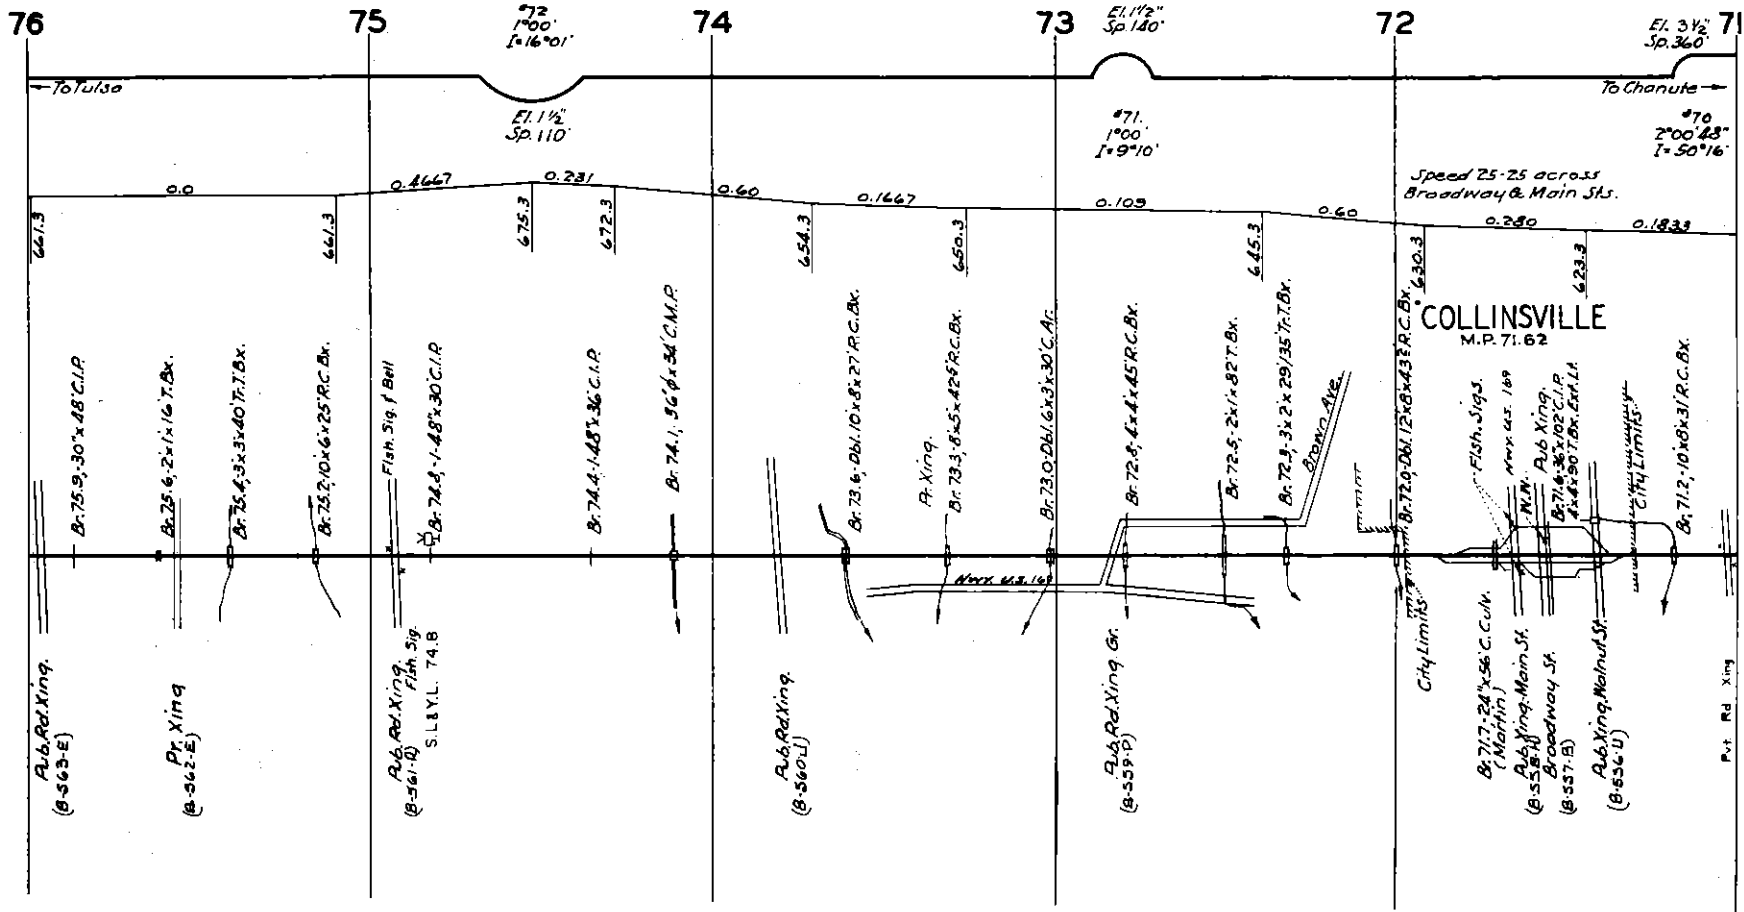 76
75
74
73
72
71
#72
1°00'
I=16°01'
El. 1½"
Sp. 110'
El. 1½"
Sp. 140'
#71.
1°00'
I=9°10'
El. 3½"
Sp. 360'
#70
2°00'48"
I=50°16'
←To Tulsa
To Chanute→
Speed 25-25 across
Broadway & Main Sts.
0.0
0.4667
0.231
0.60
0.1667
0.109
0.60
0.280
0.1833
661.3
661.3
675.3
672.3
654.3
650.3
645.3
630.3
623.3
COLLINSVILLE
M.P. 71.62
Br. 75.9,-30"x48'C.I.P.
Br. 75.6,-2'x1'x16'T.Bx.
Br. 75.4,-3'x3'x40'Tr.T.Bx.
Br. 75.2,-10'x6'x25'R.C.Bx.
Flsh. Sig. & Bell
Br. 74.8,-1-48"x30'C.I.P.
Br. 74.4,-1-48"x36'C.I.P.
Br. 74.1,-36"φx34'C.M.P.
Br. 73.6,-Dbl. 10'x8'x27'R.C.Bx.
Pr. Xing.
Br. 73.3,-8'x5'x42⁵'R.C.Bx.
Br. 73.0-Dbl. 6'x3'x30'C.Ar.
Br. 72.8,-4'x4'x45'R.C.Bx.
Br. 72.5,-2'x1'x82'T.Bx.
Br. 72.3,-3'x2'x29'/35'Tr.T.Bx.
Brown Ave.
Br. 72.0-Dbl. 12'x8'x43²'R.C.Bx.
Flsh. Sigs.
Hwy. U.S. 169
W.W.
Pub Xing.
Br. 71.6-36"x102'C.I.P.
4'x4'x90'T.Bx. Ext. Lt.
City Limits
Br. 71.2,-10'x8'x31'R.C.Bx.
Hwy. U.S. 169
Pub. Rd. Xing.
(B-563-E)
Pr. Xing
(B-562-E)
Pub. Rd. Xing.
Flsh. Sig.
S.L&Y.L. 74.8
Pub. Rd. Xing.
(B-560-U)
Pub. Rd. Xing Gr.
(B-559-P)
City Limits
Br. 71.7-24"x56'C.Culv.
(Martin)
Pub. Xing.-Main St.
Broadway St.
(B-557-B)
Pub. Xing. Walnut St.
(B-556-U)
Pvt. Rd Xing